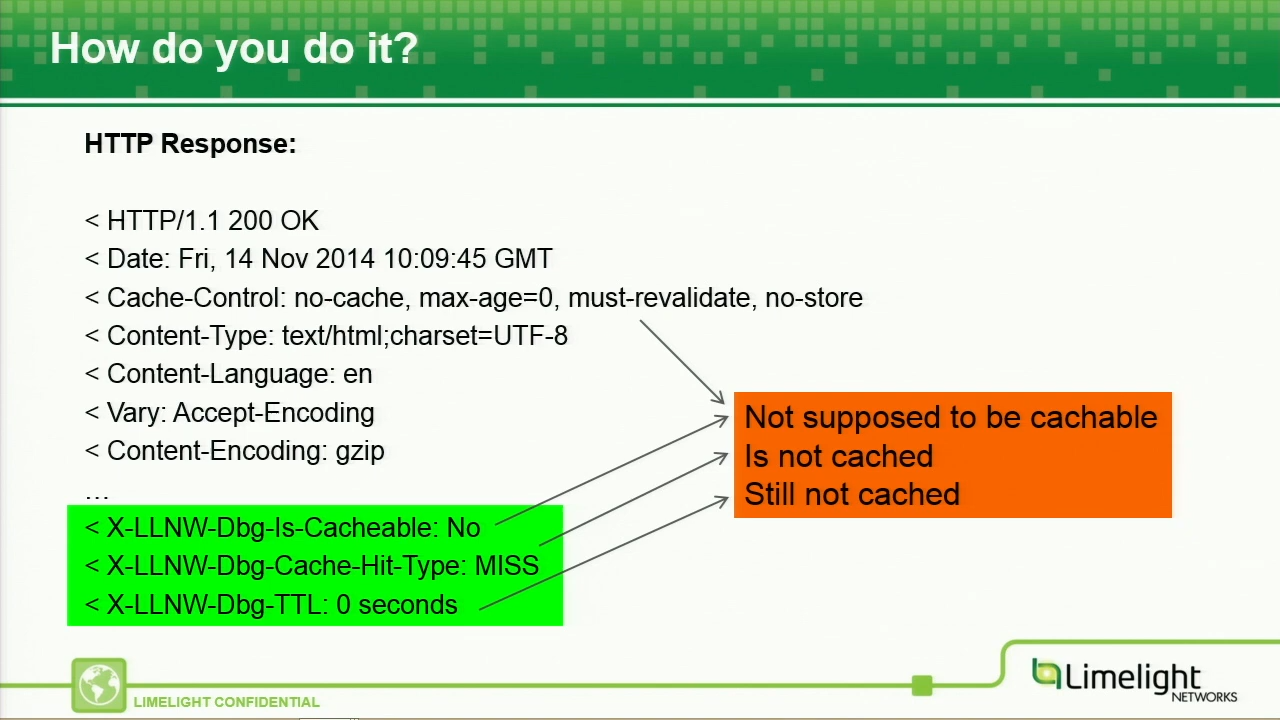 How do you do it?
HTTP Response:
< HTTP/1.1 200 OK
< Date: Fri, 14 Nov 2014 10:09:45 GMT
< Cache-Control: no-cache, max-age=0, must-revalidate, no-store
< Content-Type: text/html;charset=UTF-8
< Content-Language: en
< Vary: Accept-Encoding
< Content-Encoding: gzip
...
< X-LLNW-Dbg-Is-Cacheable: No
< X-LLNW-Dbg-Cache-Hit-Type: MISS
< X-LLNW-Dbg-TTL: 0 seconds
Not supposed to be cachable
Is not cached
Still not cached
LIMELIGHT CONFIDENTIAL
Limelight
NETWORKS